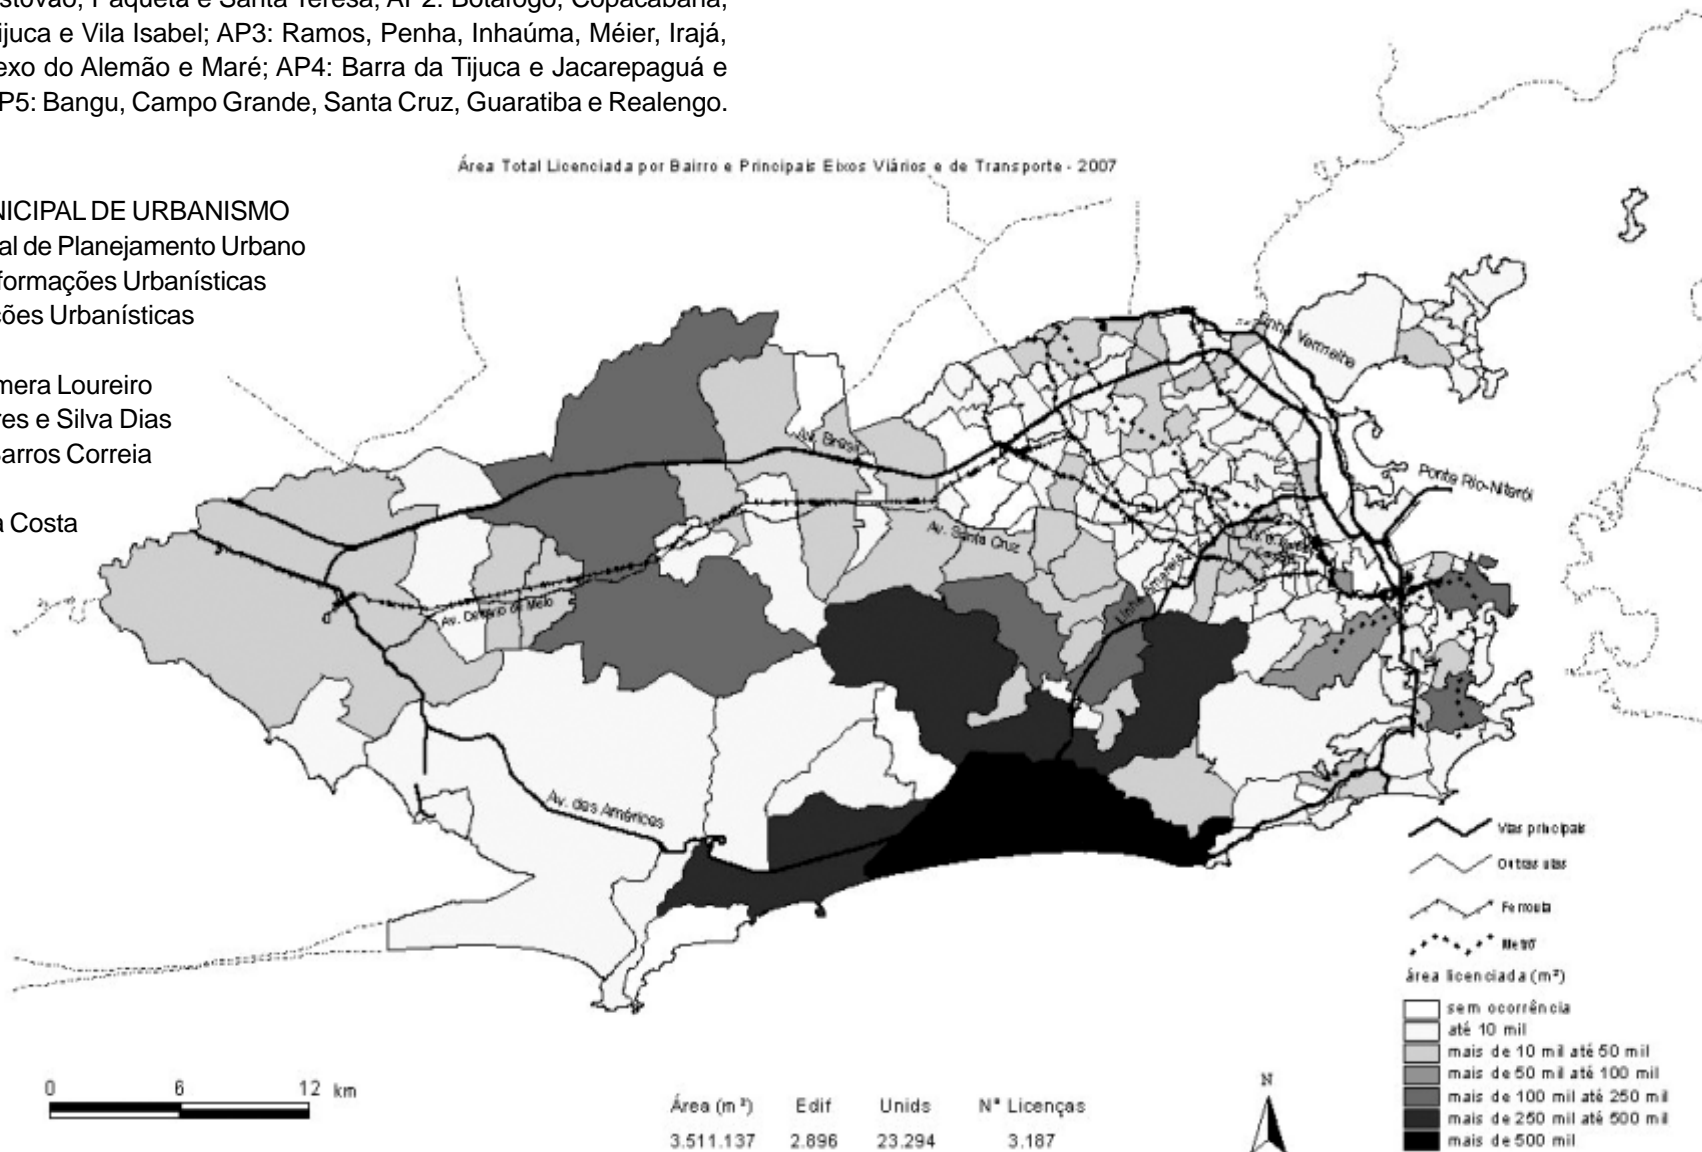 stóvão, Paquetá e Santa Teresa; AP2: Botafogo, Copacabana,
ijuca e Vila Isabel; AP3: Ramos, Penha, Inhaúma, Méier, Irajá,
exo do Alemão e Maré; AP4: Barra da Tijuca e Jacarepaguá e
P5: Bangu, Campo Grande, Santa Cruz, Guaratiba e Realengo.
Área Total Licenciada por Bairro e Principais Eixos Viários e de Transporte - 2007
NICIPAL DE URBANISMO
al de Planejamento Urbano
formações Urbanísticas
ões Urbanísticas
mera Loureiro
res e Silva Dias
Barros Correia
a Costa
Linha Vermelha
Av. Brasil
Ponte Rio-Niterói
Av. Santa Cruz
Linha Amarela
Av. Cesário de Melo
Av. das Américas
Vias principais
Outras vias
Ferrovia
Metrô
área licenciada (m²)
sem ocorrência
até 10 mil
mais de 10 mil até 50 mil
mais de 50 mil até 100 mil
mais de 100 mil até 250 mil
mais de 250 mil até 500 mil
mais de 500 mil
0 6 12 km
N
Área (m²) Edif Unids N° Licenças
3.511.137 2.896 23.294 3.187